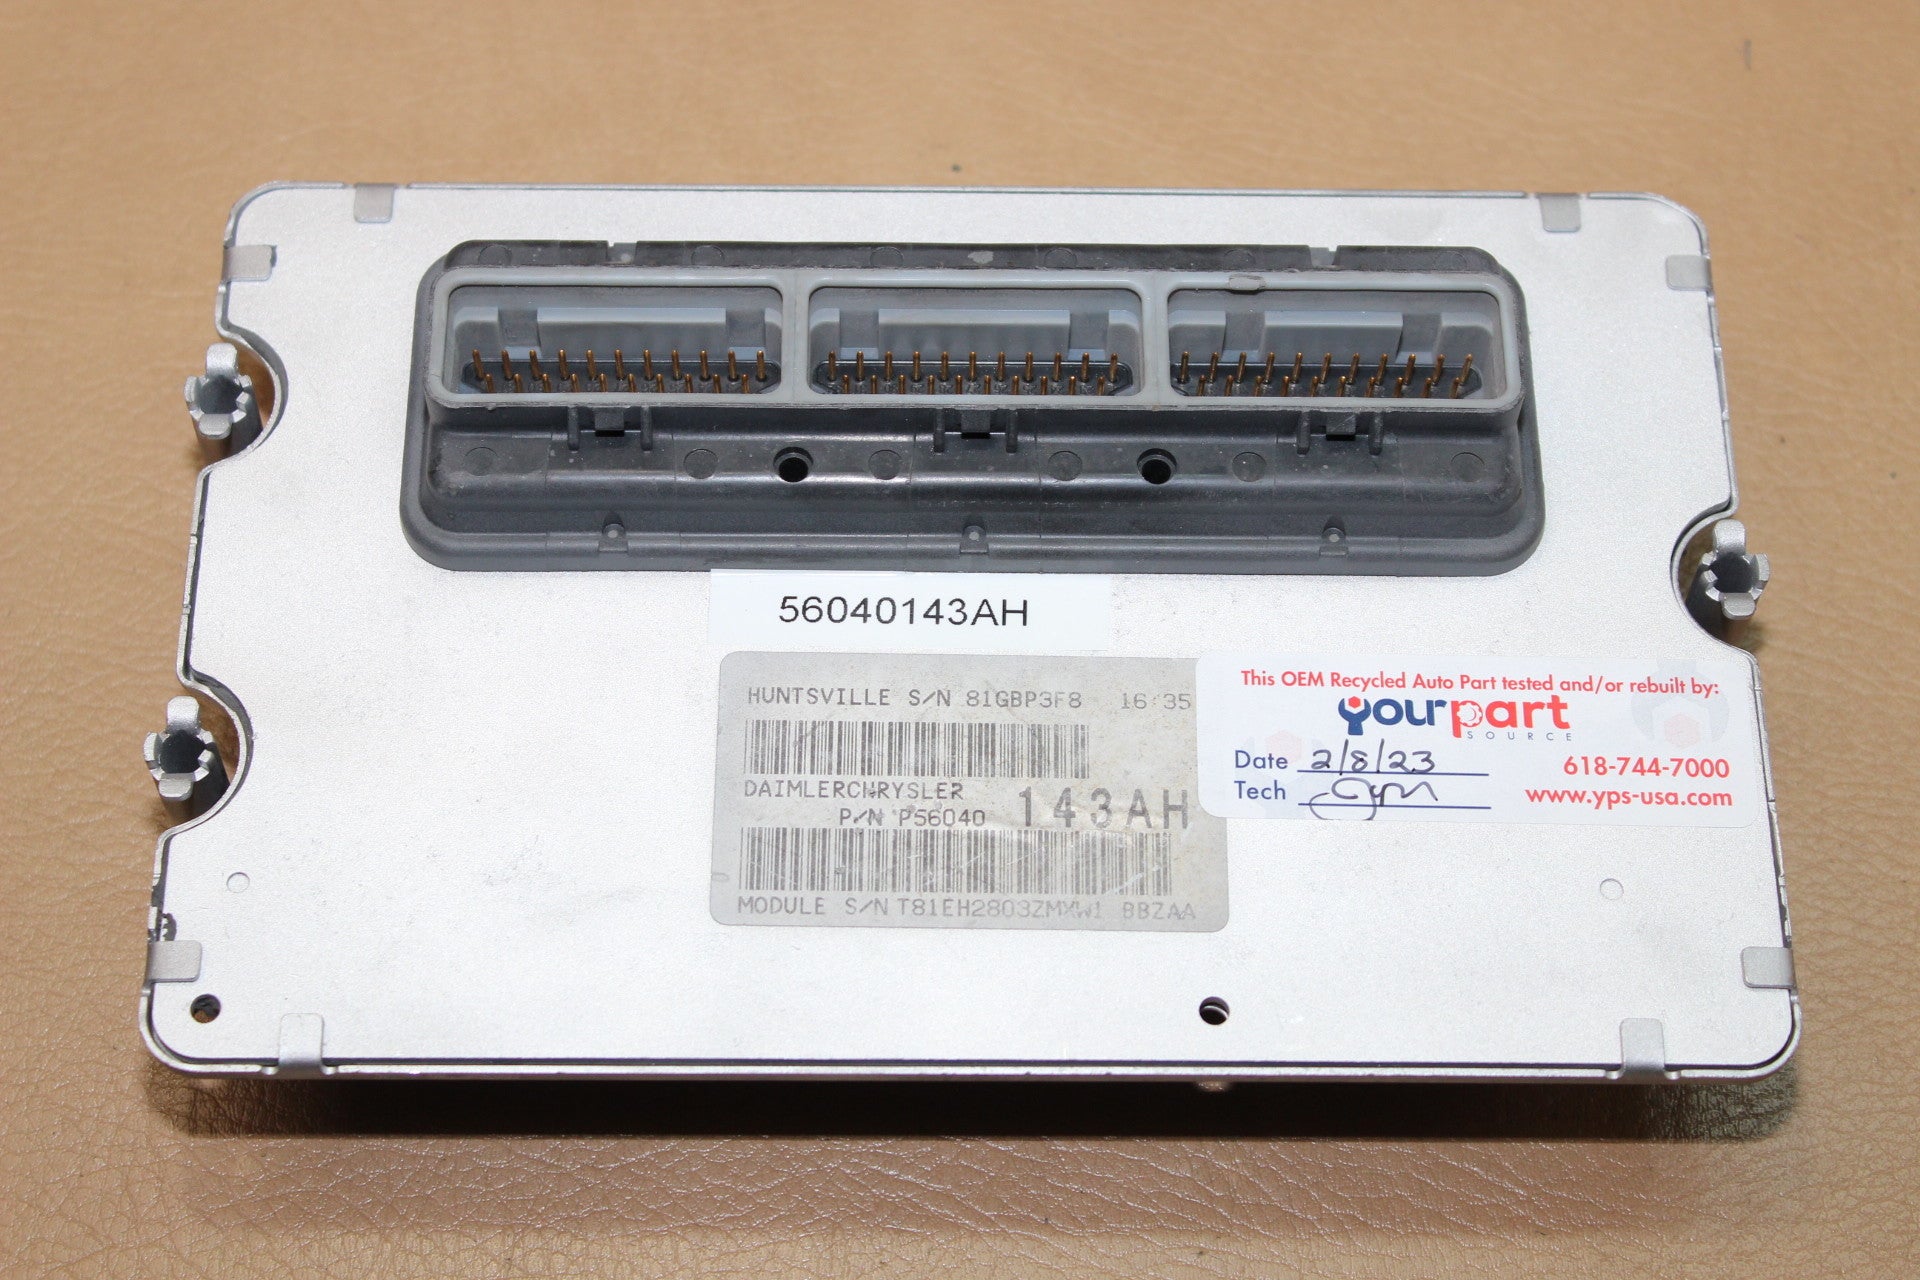 56040143AH
HUNTSVILLE S/N 81GBP3F8 16:35
DAIMLERCHRYSLER
P/N P56040 143AH
MODULE S/N T81EH2803ZMXW1 BBZAA
This OEM Recycled Auto Part tested and/or rebuilt by:
Yourpart
SOURCE
Date 2/8/23
618-744-7000
Tech
www.yps-usa.com